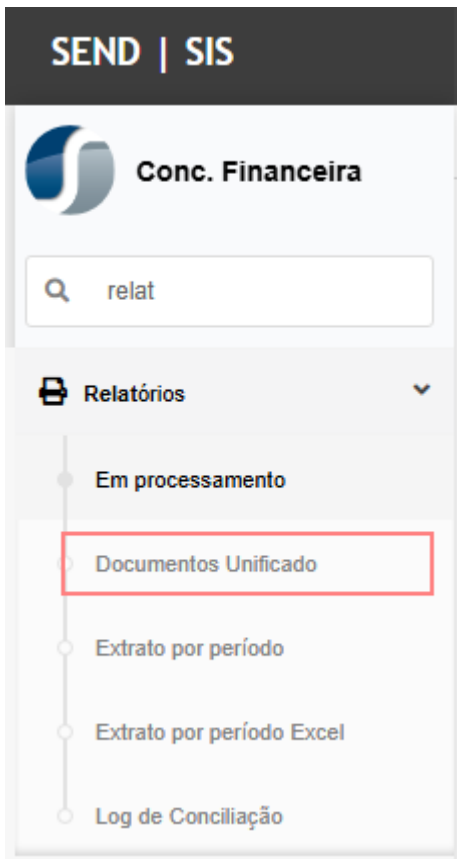 SEND | SIS
Conc. Financeira
relat
Relatórios
Em processamento
Documentos Unificado
Extrato por período
Extrato por período Excel
Log de Conciliação